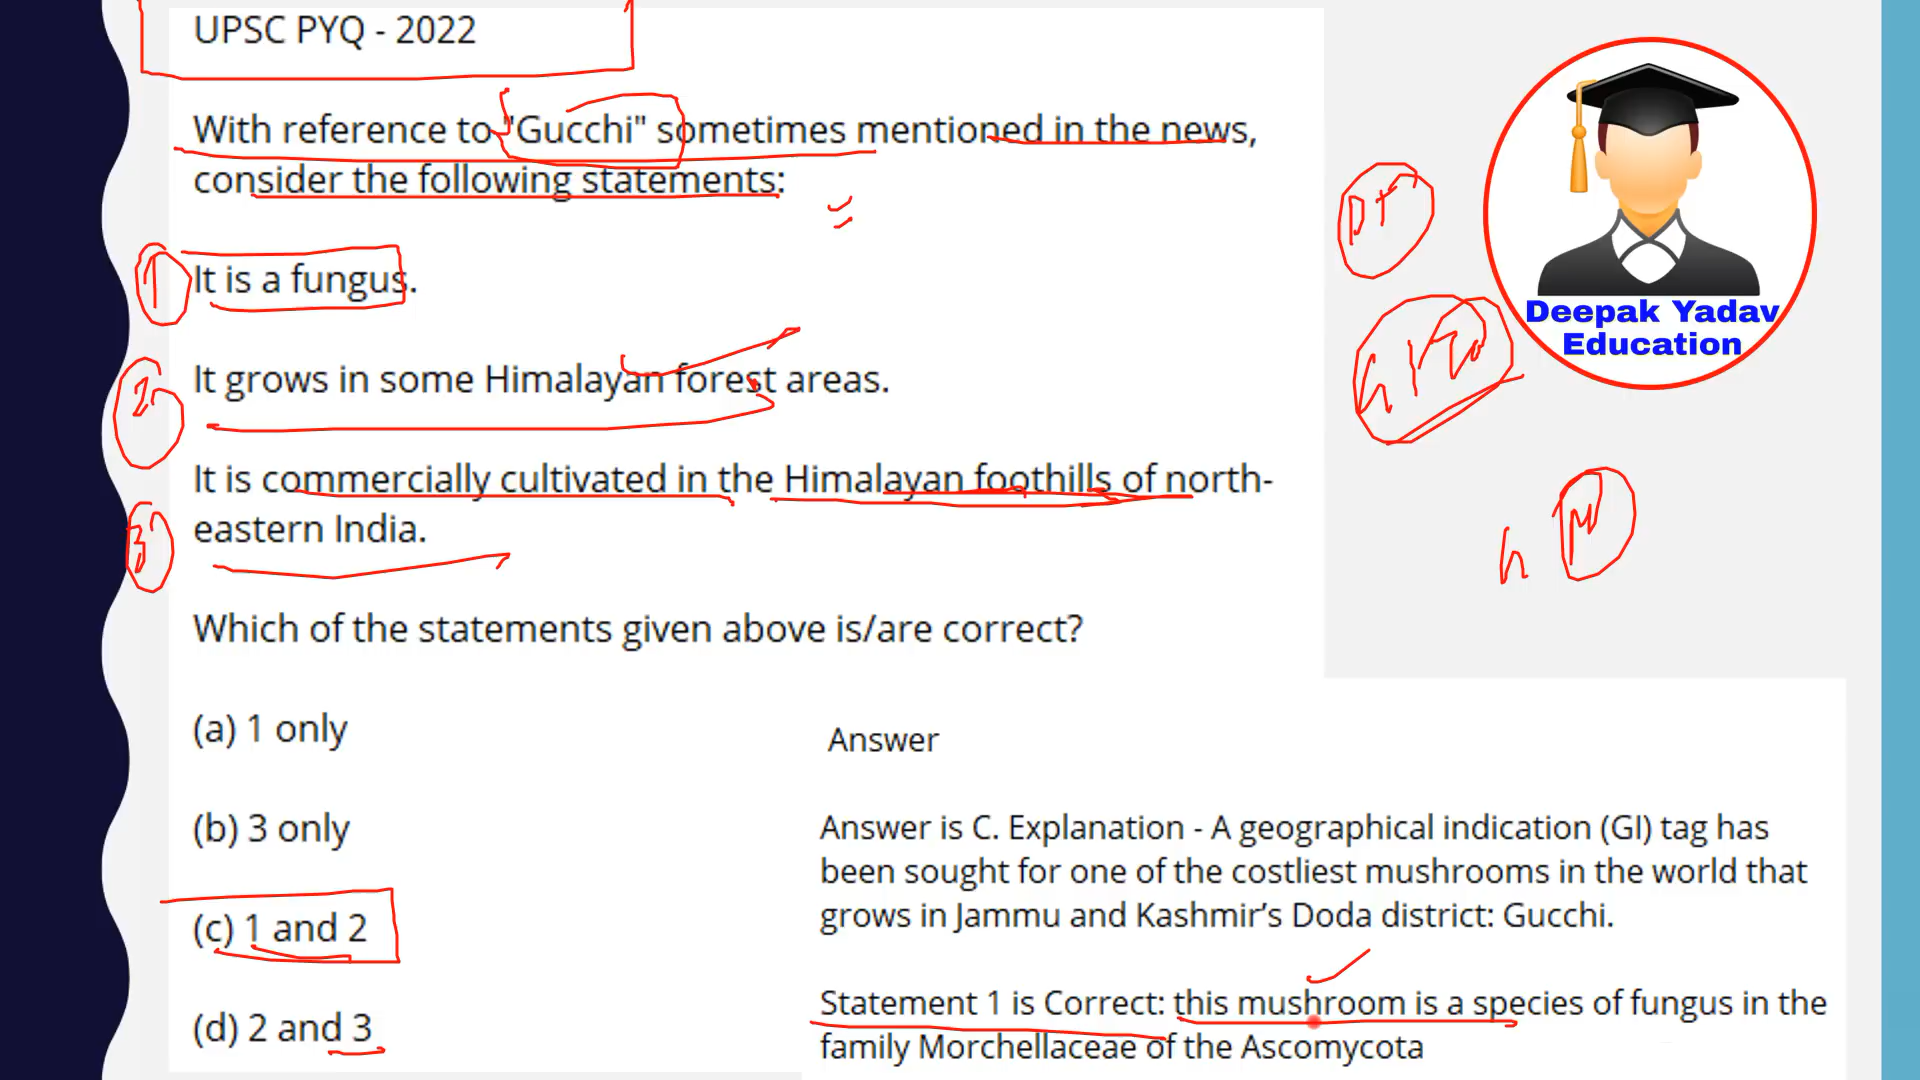 UPSC PYQ - 2022
With reference to "Gucchi" sometimes mentioned in the news,
consider the following statements:
1
It is a fungus.
2
It grows in some Himalayan forest areas.
3
It is commercially cultivated in the Himalayan foothills of north-
eastern India.
Which of the statements given above is/are correct?
(a) 1 only
(b) 3 only
(c) 1 and 2
(d) 2 and 3
Deepak Yadav
Education
Answer
Answer is C. Explanation - A geographical indication (GI) tag has
been sought for one of the costliest mushrooms in the world that
grows in Jammu and Kashmir’s Doda district: Gucchi.
Statement 1 is Correct: this mushroom is a species of fungus in the
family Morchellaceae of the Ascomycota